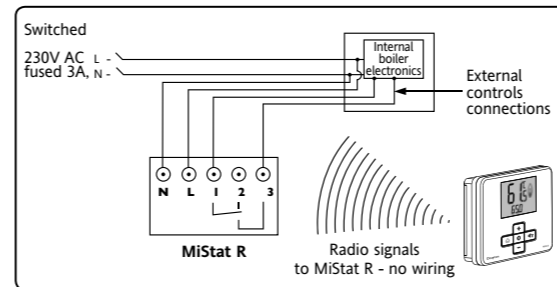 Switched
230V AC L -
fused 3A, N -
Internal
boiler
electronics
External
controls
connections
N L 1 2 3
MiStat R
Radio signals
to MiStat R - no wiring